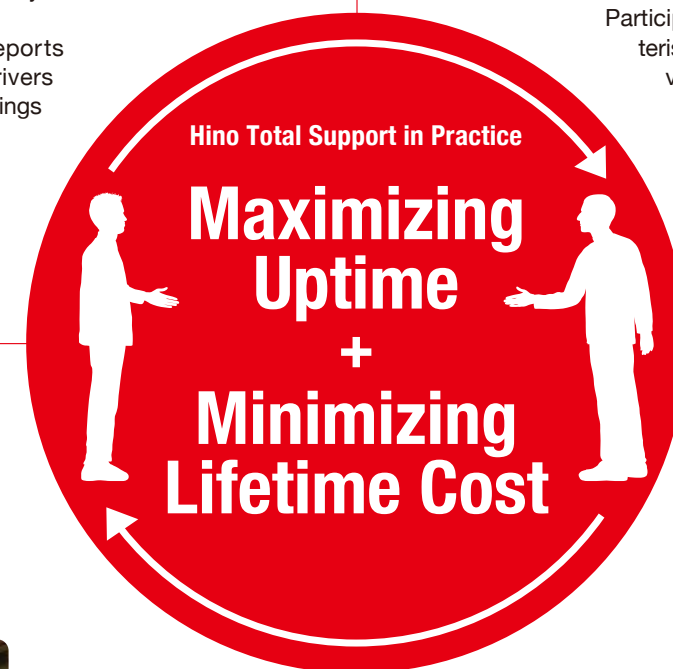 eports
rivers
ings
Particip
teris
v
Hino Total Support in Practice
Maximizing
Uptime
+
Minimizing
Lifetime Cost